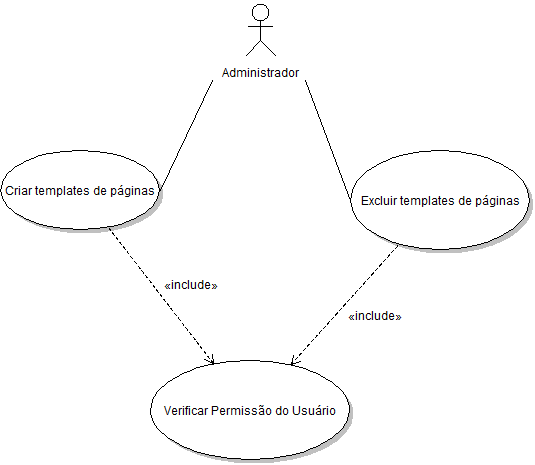 Administrador
Criar templates de páginas
Excluir templates de páginas
«include»
«include»
Verificar Permissão do Usuário